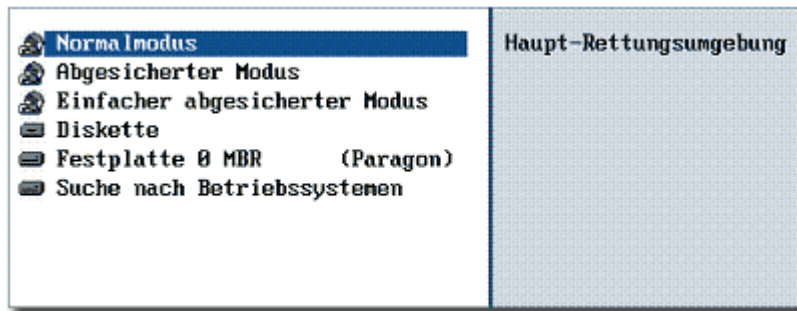 Normalmodus
Abgesicherter Modus
Einfacher abgesicherter Modus
Diskette
Festplatte 0 MBR (Paragon)
Suche nach Betriebssystemen
Haupt-Rettungsumgebung